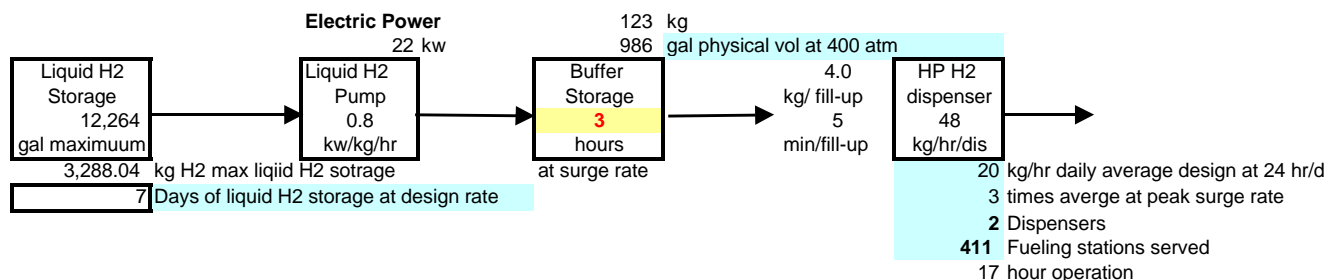 Electric Power
123 kg
22 kw
986 gal physical vol at 400 atm
Liquid H2
Storage
12,264
gal maximuum
Liquid H2
Pump
0.8
kw/kg/hr
Buffer
Storage
3
hours
at surge rate
4.0
kg/ fill-up
5
min/fill-up
HP H2
dispenser
48
kg/hr/dis
3,288.04 kg H2 max liqiid H2 sotrage
7 Days of liquid H2 storage at design rate
20 kg/hr daily average design at 24 hr/d
3 times averge at peak surge rate
2 Dispensers
411 Fueling stations served
17 hour operation